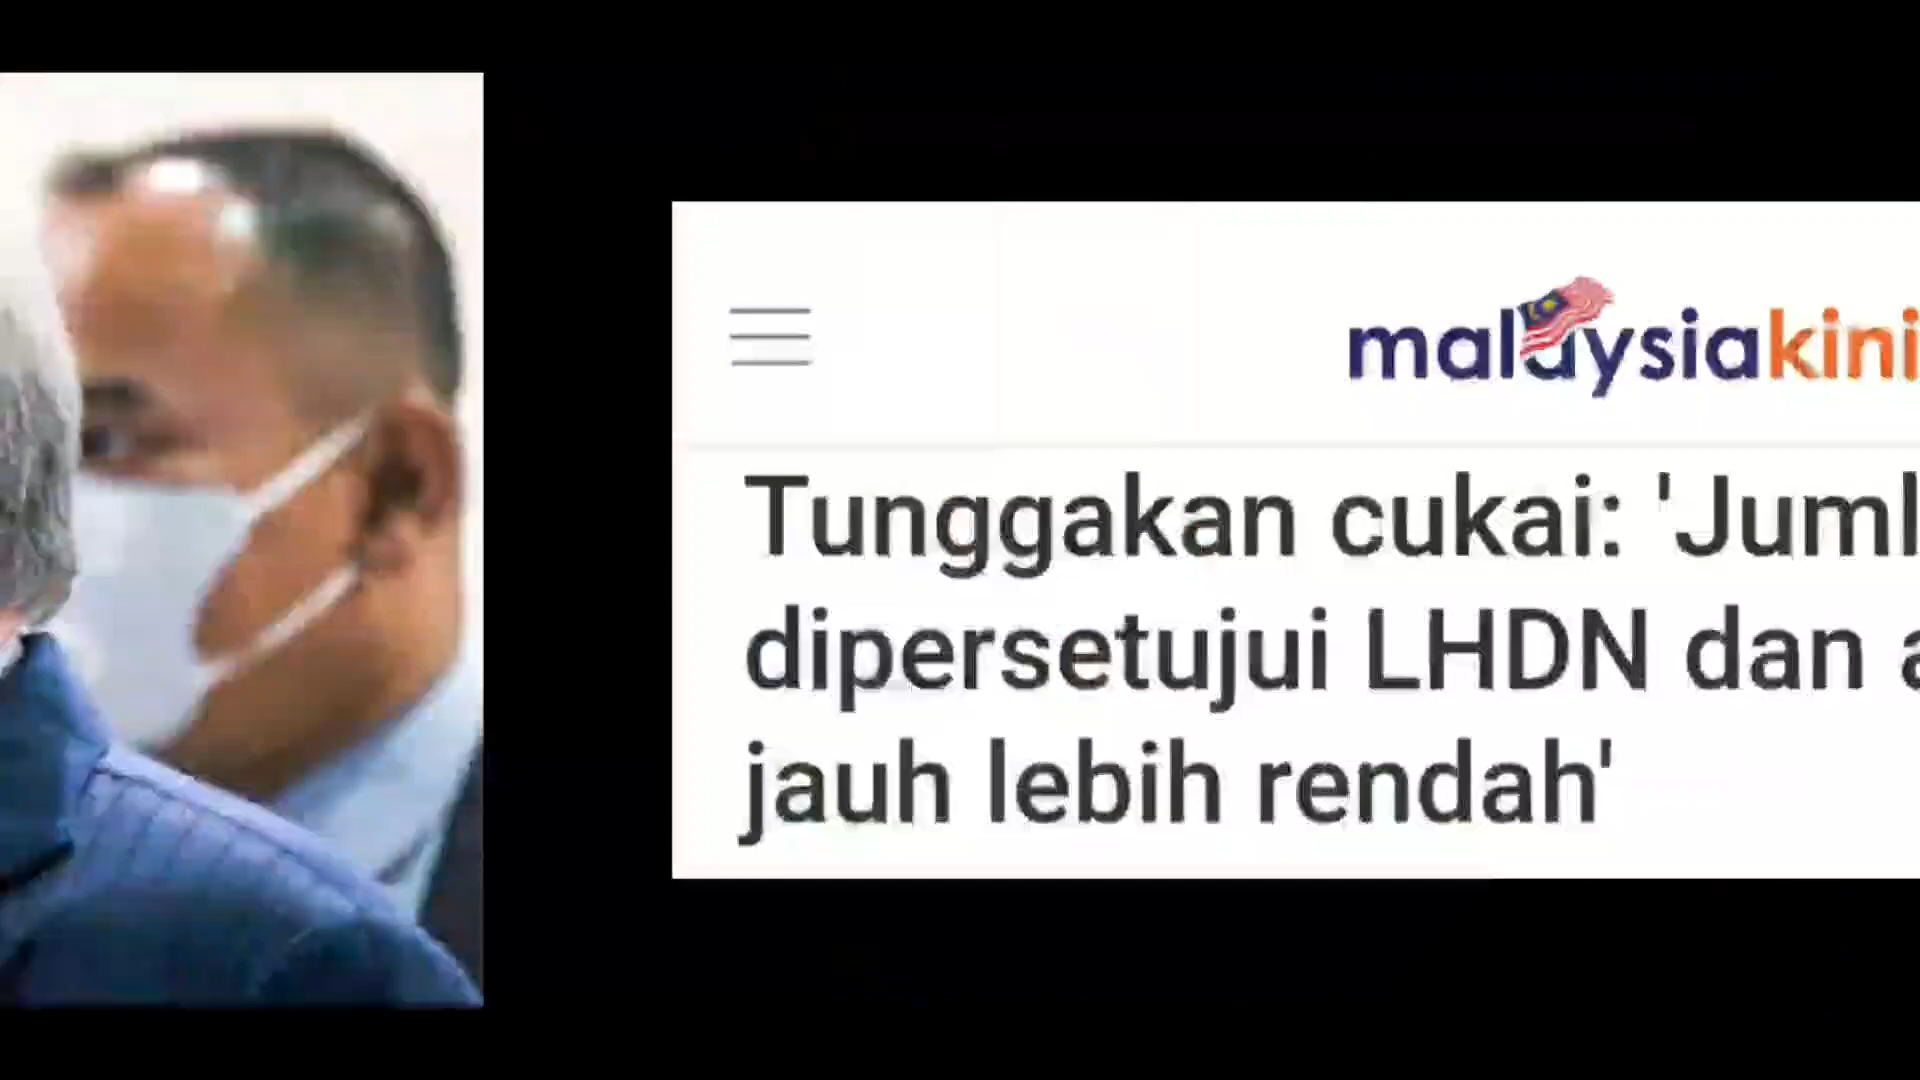 malaysiakini
Tunggakan cukai: 'Juml
dipersetujui LHDN dan a
jauh lebih rendah'